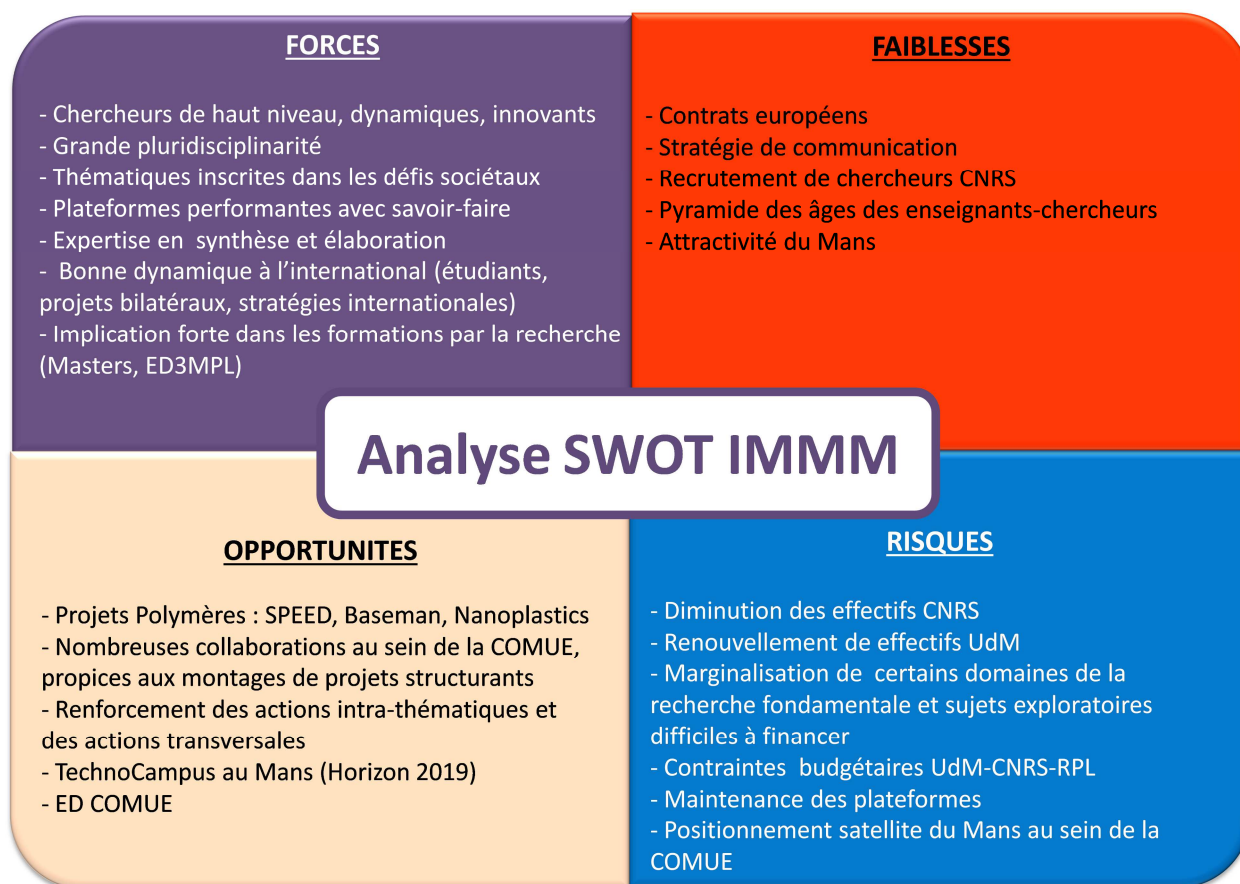 FORCES
- Chercheurs de haut niveau, dynamiques, innovants
- Grande pluridisciplinarité
- Thématiques inscrites dans les défis sociétaux
- Plateformes performantes avec savoir-faire
- Expertise en synthèse et élaboration
- Bonne dynamique à l'international (étudiants,
projets bilatéraux, stratégies internationales)
- Implication forte dans les formations par la recherche
(Masters, ED3MPL)
FAIBLESSES
- Contrats européens
- Stratégie de communication
- Recrutement de chercheurs CNRS
- Pyramide des âges des enseignants-chercheurs
- Attractivité du Mans
Analyse SWOT IMMM
OPPORTUNITES
- Projets Polymères : SPEED, Baseman, Nanoplastics
- Nombreuses collaborations au sein de la COMUE,
propices aux montages de projets structurants
- Renforcement des actions intra-thématiques et
des actions transversales
- TechnoCampus au Mans (Horizon 2019)
- ED COMUE
RISQUES
- Diminution des effectifs CNRS
- Renouvellement de effectifs UdM
- Marginalisation de certains domaines de la
recherche fondamentale et sujets exploratoires
difficiles à financer
- Contraintes budgétaires UdM-CNRS-RPL
- Maintenance des plateformes
- Positionnement satellite du Mans au sein de la
COMUE